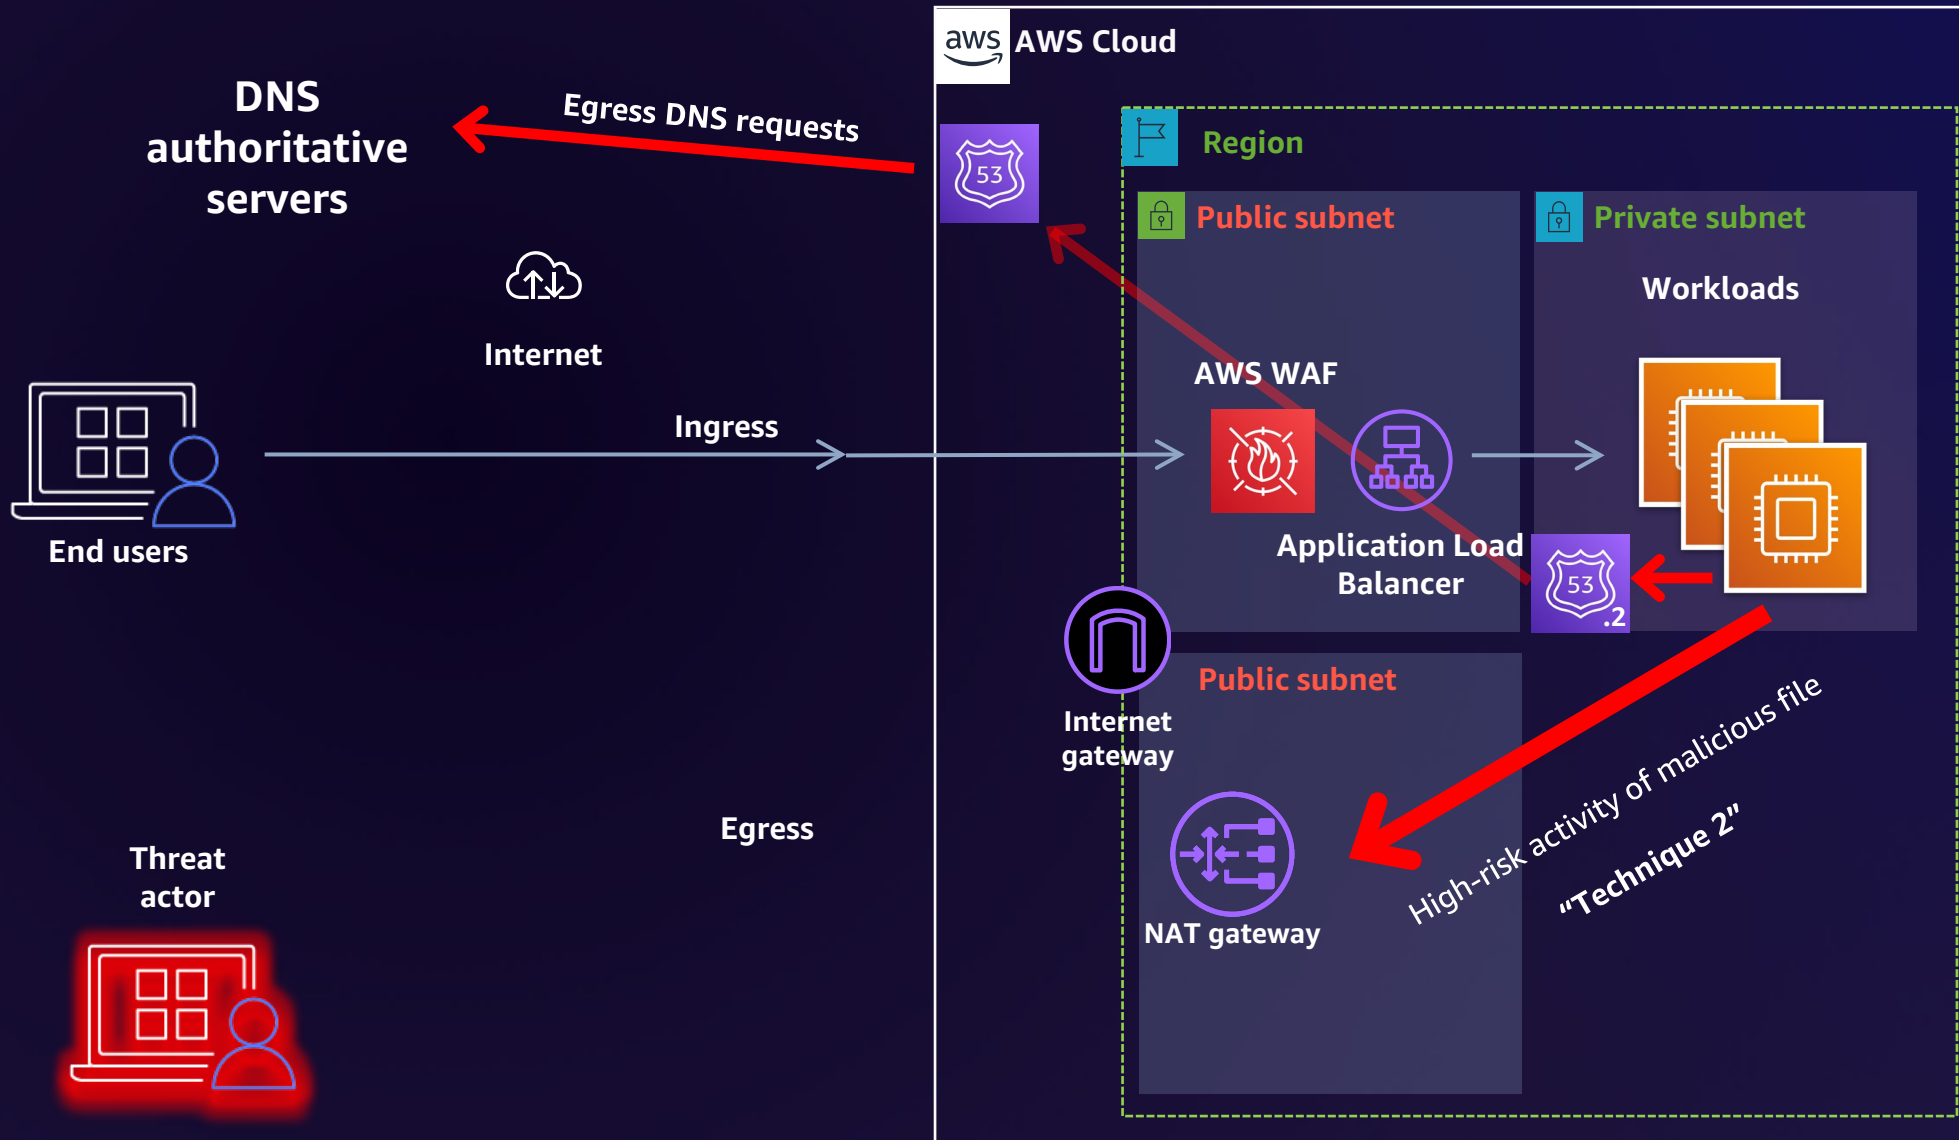 aws
AWS Cloud
DNS
authoritative
servers
Egress DNS requests
53
Region
Public subnet
Private subnet
Workloads
Internet
AWS WAF
Ingress
End users
Application Load
Balancer
53
.2
Public subnet
Internet
gateway
High-risk activity of malicious file
“Technique 2”
Egress
Threat
actor
NAT gateway